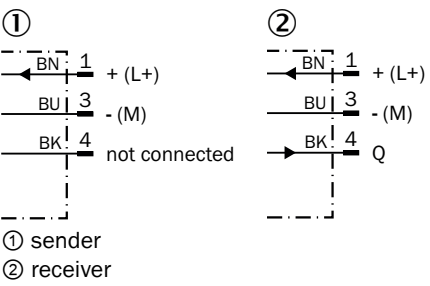 ① ②
BN 1 + (L+) BN 1 + (L+)
BU 3 - (M) BU 3 - (M)
BK 4 not connected BK 4 Q
① sender
② receiver